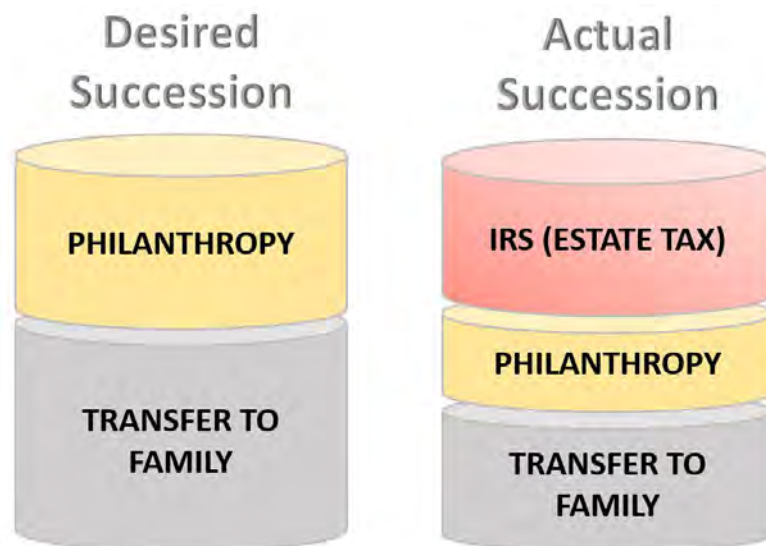 Desired
Succession
PHILANTHROPY
TRANSFER TO
FAMILY
Actual
Succession
IRS (ESTATE TAX)
PHILANTHROPY
TRANSFER TO
FAMILY